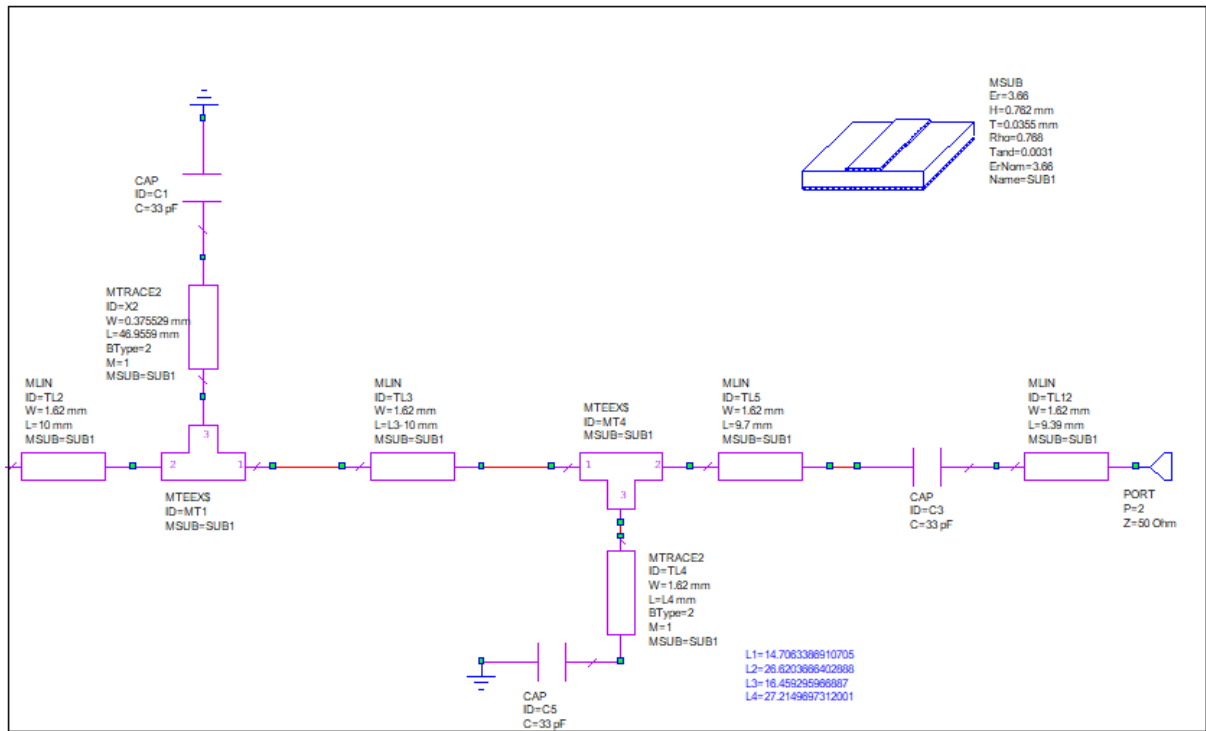 MSUB
Er=3.66
H=0.762 mm
T=0.0355 mm
Rho=0.768
Tand=0.0031
ErNom=3.66
Name=SUB1
CAP
ID=C1
C=33 pF
MTRACE2
ID=X2
W=0.375529 mm
L=46.9559 mm
BType=2
M=1
MSUB=SUB1
MLIN
ID=TL2
W=1.62 mm
L=10 mm
MSUB=SUB1
3
2
1
MTEEX$
ID=MT1
MSUB=SUB1
MLIN
ID=TL3
W=1.62 mm
L=L3-10 mm
MSUB=SUB1
MTEEX$
ID=MT4
MSUB=SUB1
1
2
3
MLIN
ID=TL5
W=1.62 mm
L=9.7 mm
MSUB=SUB1
CAP
ID=C3
C=33 pF
MLIN
ID=TL12
W=1.62 mm
L=9.39 mm
MSUB=SUB1
PORT
P=2
Z=50 Ohm
MTRACE2
ID=TL4
W=1.62 mm
L=L4 mm
BType=2
M=1
MSUB=SUB1
CAP
ID=C5
C=33 pF
L1=14.7063386910705
L2=26.6203666402888
L3=16.459295966887
L4=27.2149697312001